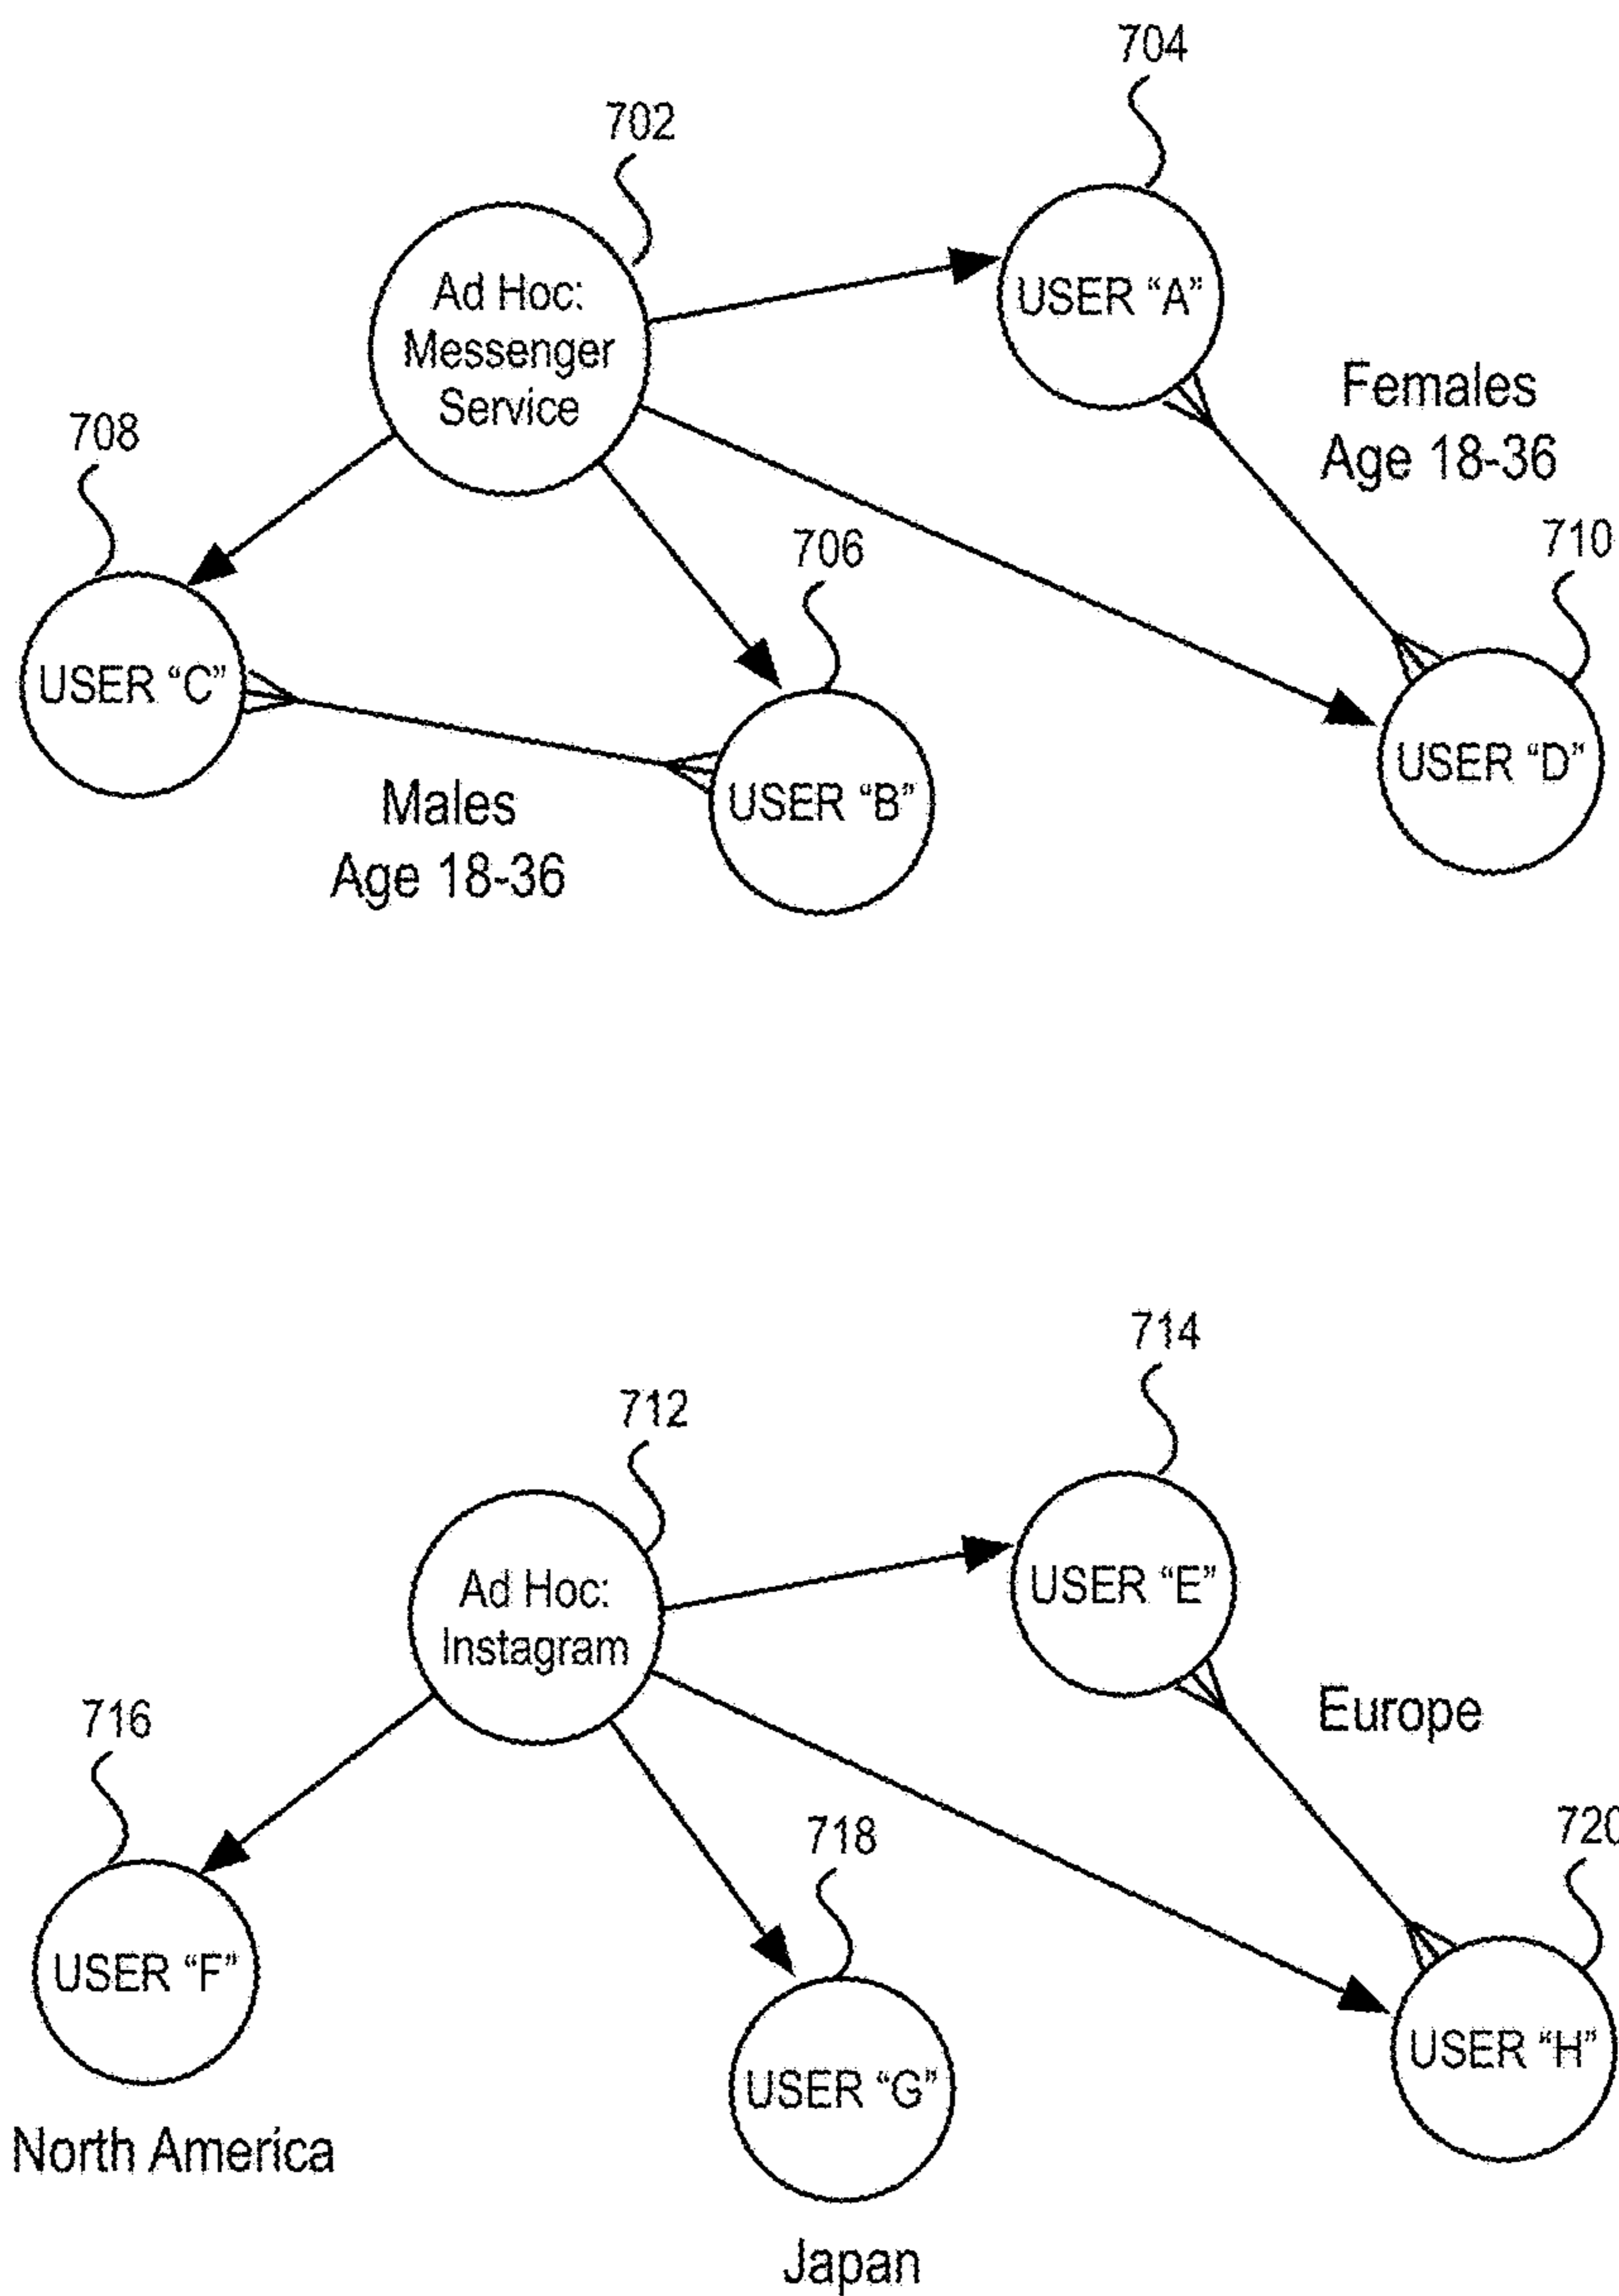 704
702
Ad Hoc:
Messenger
Service
USER “A”
Females
Age 18-36
708
706
710
USER “C”
USER “B”
USER “D”
Males
Age 18-36
714
712
Ad Hoc:
Instagram
USER “E”
Europe
716
718
720
USER “F”
USER “G”
USER “H”
North America
Japan